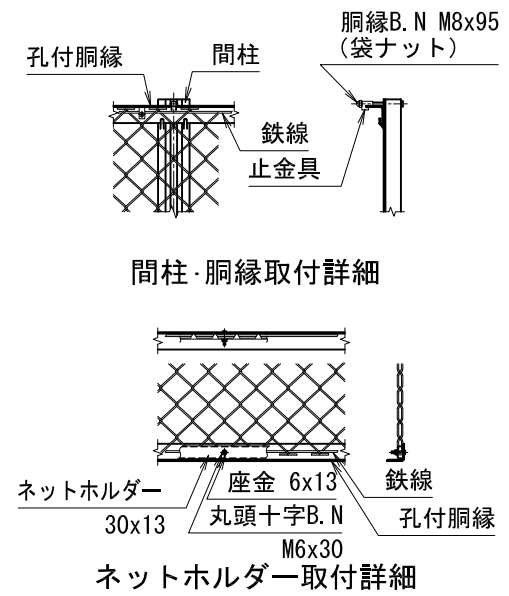 胴縁B.N M8x95
(袋ナット)
孔付胴縁
間柱
鉄線
止金具
間柱·胴縁取付詳細
ネットホルダー
30x13
座金 6x13
丸頭十字B.N
M6x30
鉄線
孔付胴縁
ネットホルダー取付詳細